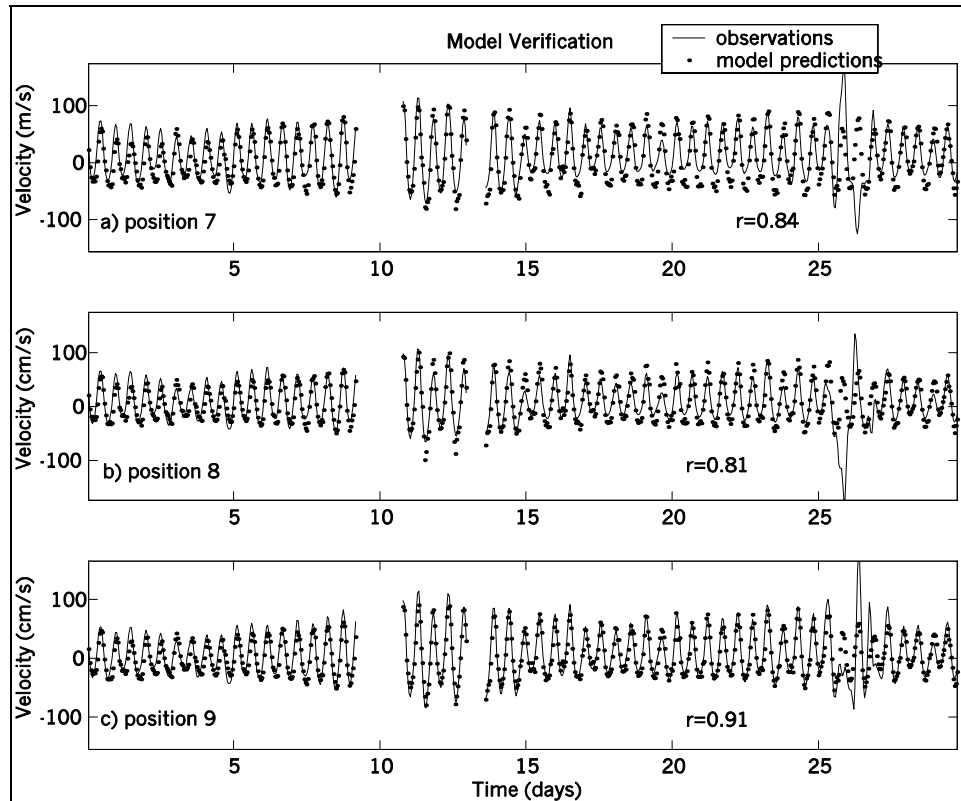 Model Verification
observations
model predictions
Velocity (m/s)
100
0
-100
a) position 7
r=0.84
5
10
15
20
25
Velocity (cm/s)
100
0
-100
b) position 8
r=0.81
5
10
15
20
25
Velocity (cm/s)
100
0
-100
c) position 9
r=0.91
5
10
15
20
25
Time (days)